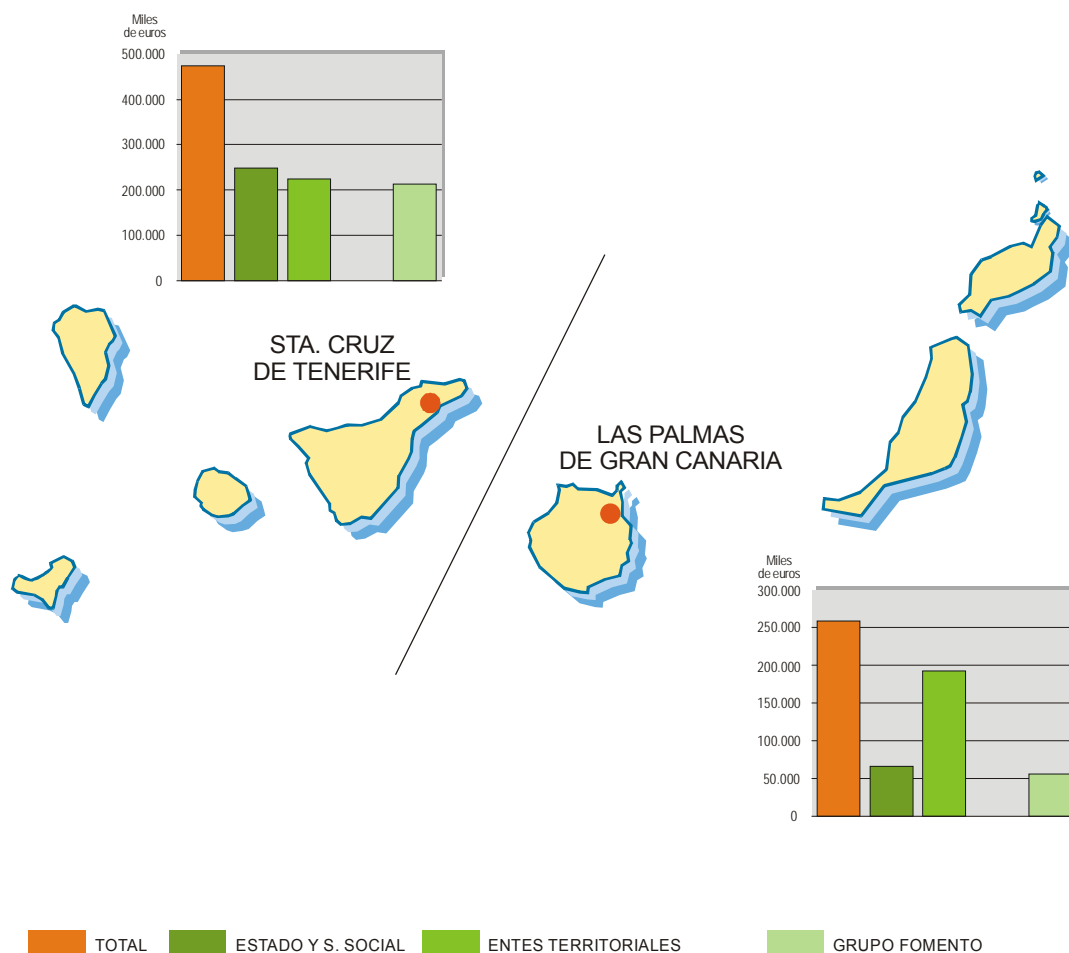 Miles
de euros
500.000
400.000
300.000
200.000
100.000
0
STA. CRUZ
DE TENERIFE
LAS PALMAS
DE GRAN CANARIA
Miles
de euros
300.000
250.000
200.000
150.000
100.000
50.000
0
TOTAL
ESTADO Y S. SOCIAL
ENTES TERRITORIALES
GRUPO FOMENTO